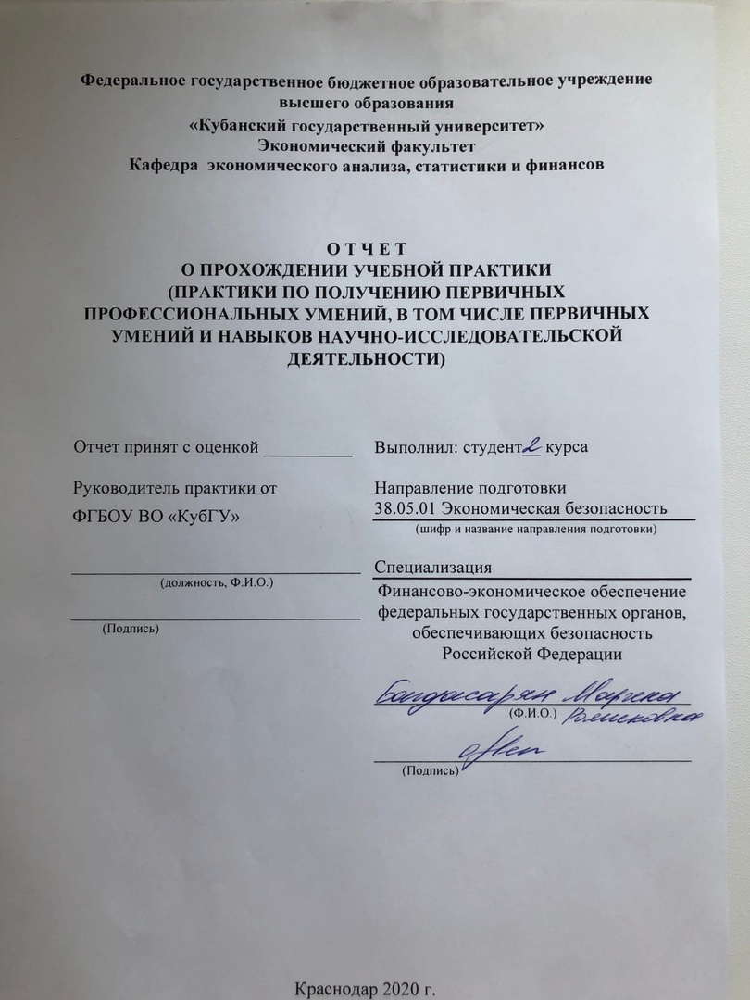 Федеральное государственное бюджетное образовательное учреждение
высшего образования
«Кубанский государственный университет»
Экономический факультет
Кафедра экономического анализа, статистики и финансов
О Т Ч Е Т
О ПРОХОЖДЕНИИ УЧЕБНОЙ ПРАКТИКИ
(ПРАКТИКИ ПО ПОЛУЧЕНИЮ ПЕРВИЧНЫХ
ПРОФЕССИОНАЛЬНЫХ УМЕНИЙ, В ТОМ ЧИСЛЕ ПЕРВИЧНЫХ
УМЕНИЙ И НАВЫКОВ НАУЧНО-ИССЛЕДОВАТЕЛЬСКОЙ
ДЕЯТЕЛЬНОСТИ)
Отчет принят с оценкой
Руководитель практики от
ФГБОУ ВО «КубГУ»
(должность, Ф.И.О.)
(Подпись)
Выполнил: студент 2 курса
Направление подготовки
38.05.01 Экономическая безопасность
(шифр и название направления подготовки)
Специализация
Финансово-экономическое обеспечение
федеральных государственных органов,
обеспечивающих безопасность
Российской Федерации
Багдасарян Марина
(Ф.И.О.)
(Подпись)
Краснодар 2020 г.